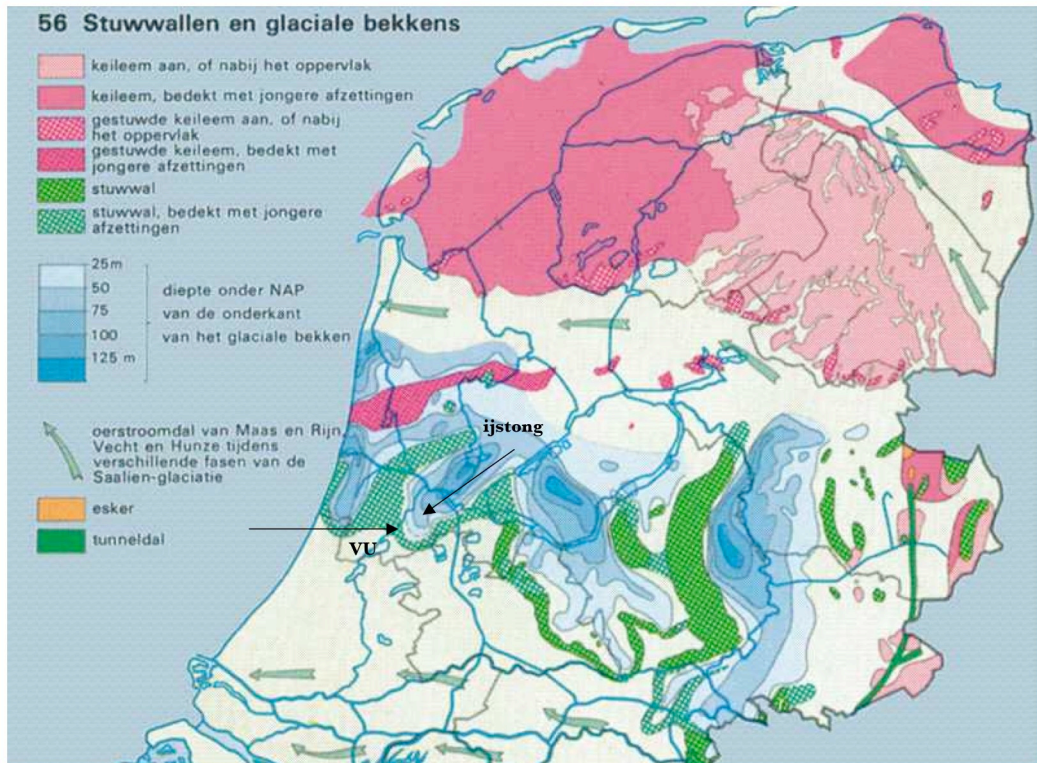 56 Stuwwallen en glaciale bekkens
keileem aan, of nabij het oppervlak
keileem, bedekt met jongere afzettingen
gestuwde keileem aan, of nabij
het oppervlak
gestuwde keileem, bedekt met
jongere afzettingen
stuwwal
stuwwal, bedekt met jongere
afzettingen
25m
50
75
100
125 m
diepte onder NAP
van de onderkant
van het glaciale bekken
oerstroomdal van Maas en Rijn,
Vecht en Hunze tijdens
verschillende fasen van de
Saalien-glaciatie
esker
tunneldal
ijstong
VU